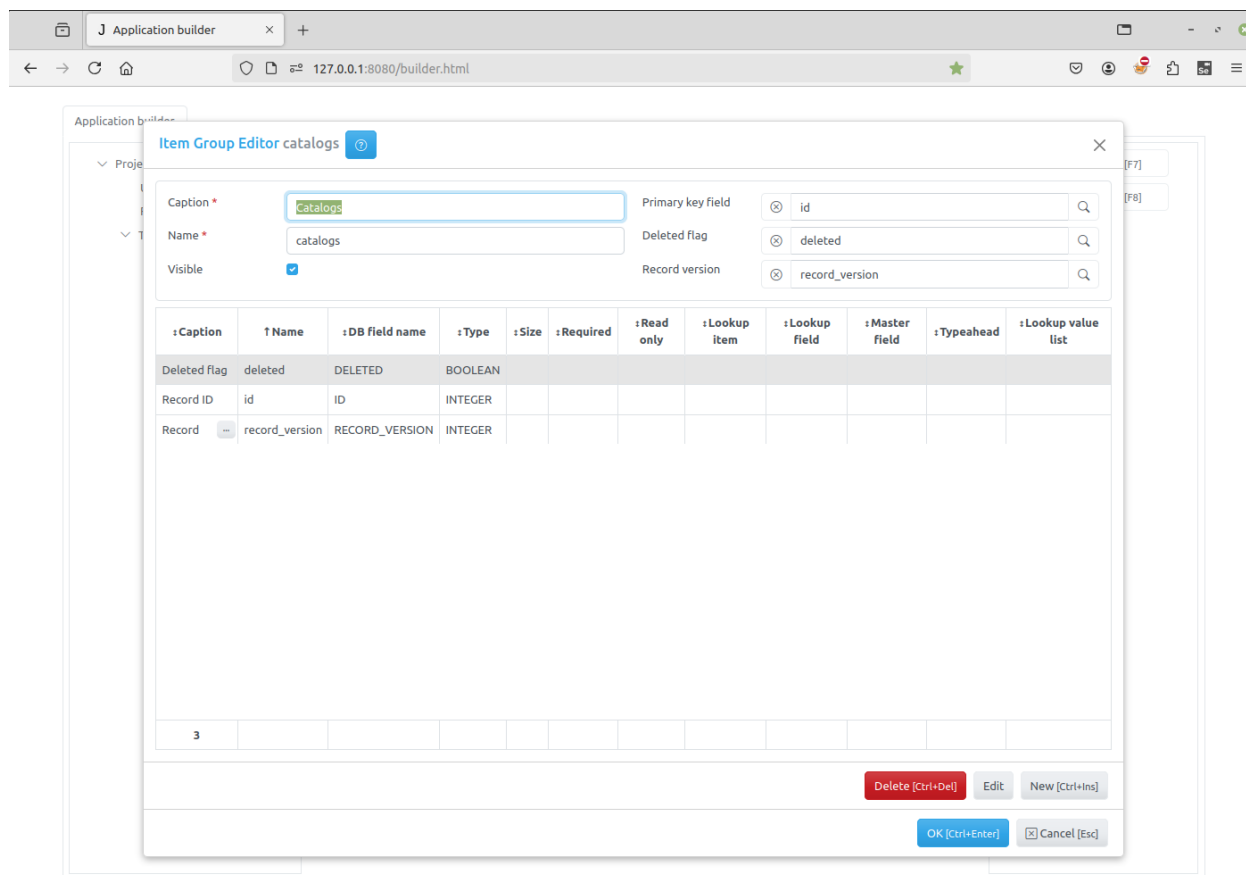 J Application builder
127.0.0.1:8080/builder.html
Application builder
Item Group Editor catalogs
Proje
[F7]
[F8]
Caption *
Catalogs
Primary key field
id
Name *
catalogs
Deleted flag
deleted
Visible
Record version
record_version
Caption
Name
DB field name
Type
Size
Required
Read only
Lookup item
Lookup field
Master field
Typeahead
Lookup value list
Deleted flag deleted DELETED BOOLEAN
Record ID id ID INTEGER
Record ... record_version RECORD_VERSION INTEGER
3
Delete [Ctrl+Del] Edit New [Ctrl+Ins]
OK [Ctrl+Enter] Cancel [Esc]